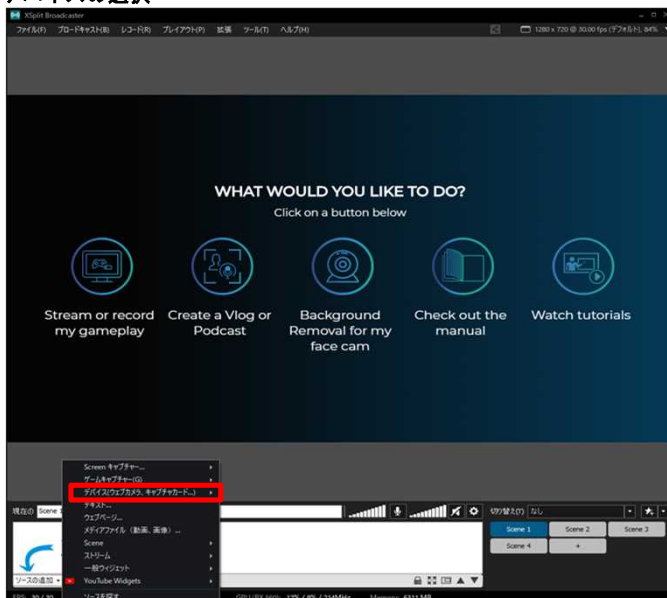 XSplit Broadcaster
ファイル(F) ブロードキャスト(B) レコード(R) プレイアウト(P) 拡張 ツール(T) ヘルプ(H) 1280 x 720 @ 30.00 fps (デフォルト), 84%
WHAT WOULD YOU LIKE TO DO?
Click on a button below
Stream or record my gameplay
Create a Vlog or Podcast
Background Removal for my face cam
Check out the manual
Watch tutorials
Screen キャプチャー...
ゲームキャプチャー(G)
デバイス(ウェブカメラ、キャプチャカード...)
テキスト...
ウェブページ...
メディアファイル (動画、画像) ...
Scene
ストリーム
一般ウィジェット
YouTube Widgets
ソースを探す
現在の Scene
切り替え(T) なし
Scene 1 Scene 2 Scene 3
Scene 4 +
ソースの追加
FPS: 30 / 30
Memory: 6311 MB